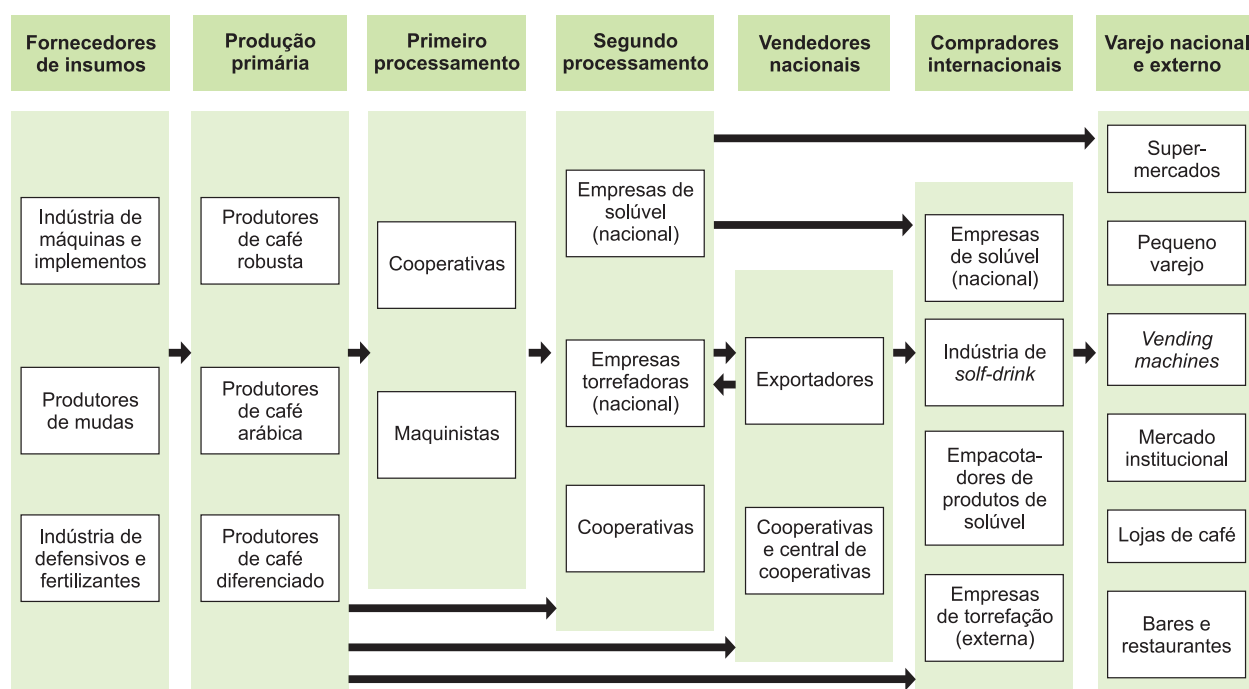 Fornecedores
de insumos
Produção
primária
Primeiro
processamento
Segundo
processamento
Vendedores
nacionais
Compradores
internacionais
Varejo nacional
e externo
Indústria de
máquinas e
implementos
Produtores
de mudas
Indústria de
defensivos e
fertilizantes
Produtores
de café
robusta
Produtores
de café
arábica
Produtores
de café
diferenciado
Cooperativas
Maquinistas
Empresas de
solúvel
(nacional)
Empresas
torrefadoras
(nacional)
Cooperativas
Exportadores
Cooperativas
e central de
cooperativas
Empresas
de solúvel
(nacional)
Indústria de
solf-drink
Empacota-
dores de
produtos de
solúvel
Empresas
de torrefação
(externa)
Super-
mercados
Pequeno
varejo
Vending
machines
Mercado
institucional
Lojas de café
Bares e
restaurantes